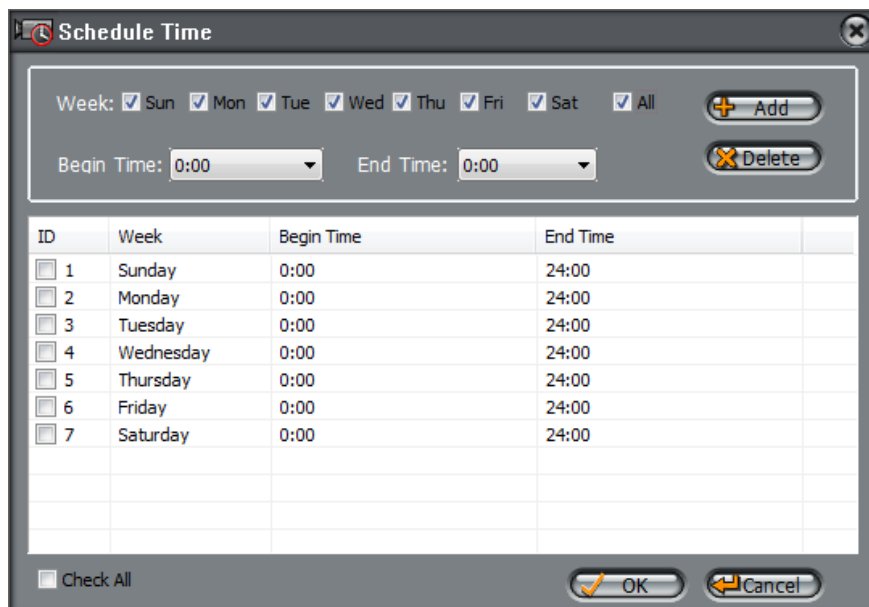 Schedule Time
Week: Sun Mon Tue Wed Thu Fri Sat All Add
Begin Time: 0:00 End Time: 0:00 Delete
ID Week Begin Time End Time
1 Sunday 0:00 24:00
2 Monday 0:00 24:00
3 Tuesday 0:00 24:00
4 Wednesday 0:00 24:00
5 Thursday 0:00 24:00
6 Friday 0:00 24:00
7 Saturday 0:00 24:00
Check All OK Cancel